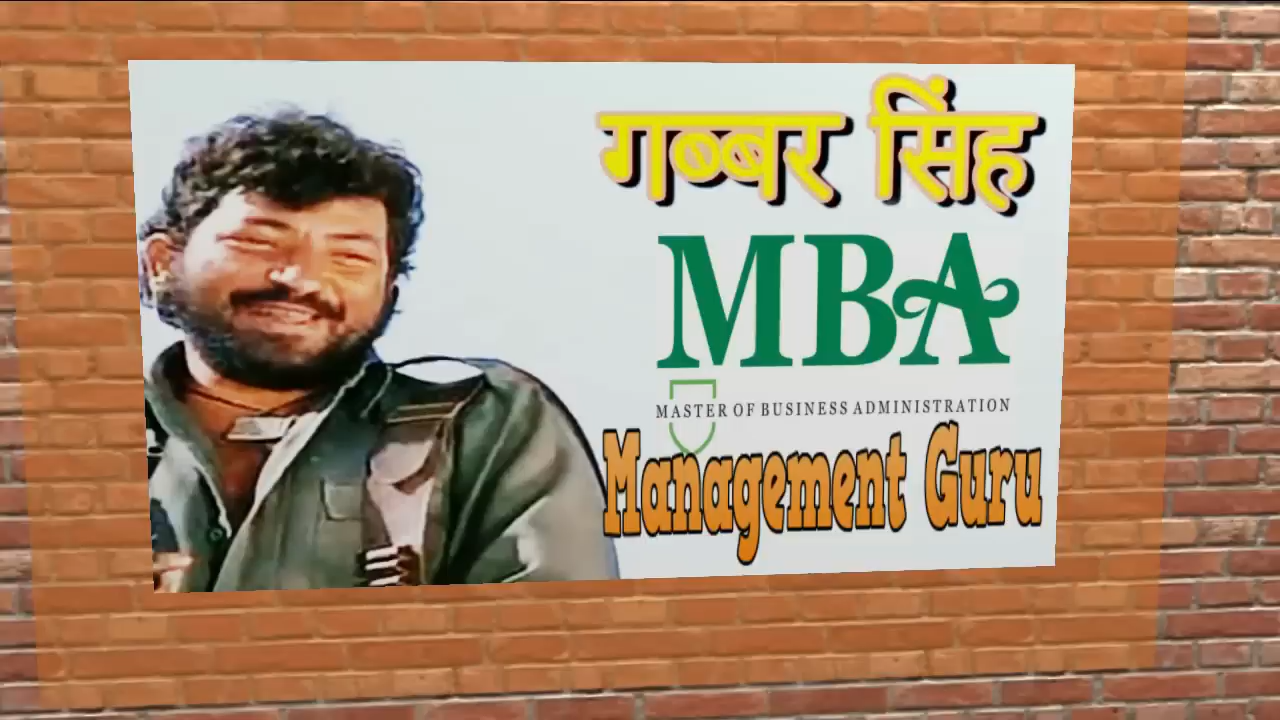 गब्बर सिंह
MBA
MASTER OF BUSINESS ADMINISTRATION
Management Guru